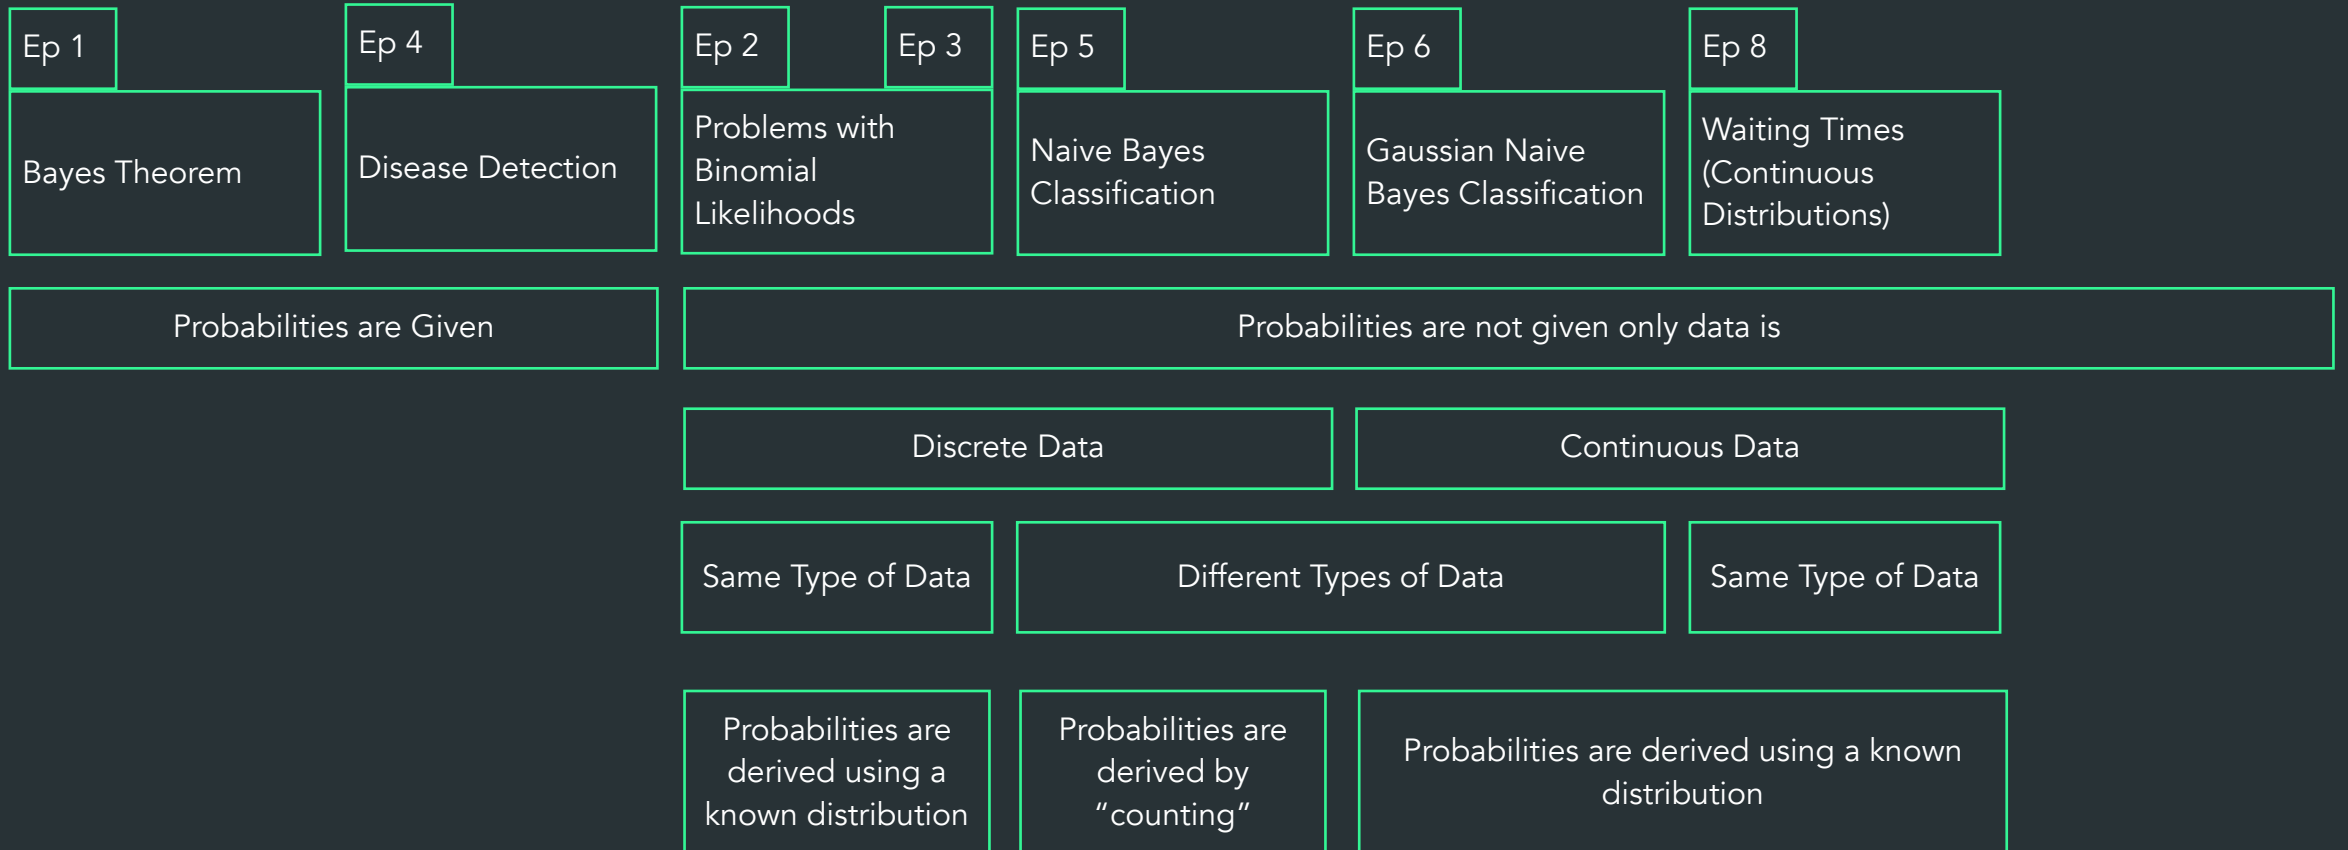 Ep 1
Ep 4
Ep 2
Ep 3
Ep 5
Ep 6
Ep 8
Bayes Theorem
Disease Detection
Problems with
Binomial
Likelihoods
Naive Bayes
Classification
Gaussian Naive
Bayes Classification
Waiting Times
(Continuous
Distributions)
Probabilities are Given
Probabilities are not given only data is
Discrete Data
Continuous Data
Same Type of Data
Different Types of Data
Same Type of Data
Probabilities are
derived using a
known distribution
Probabilities are
derived by
“counting”
Probabilities are derived using a known
distribution